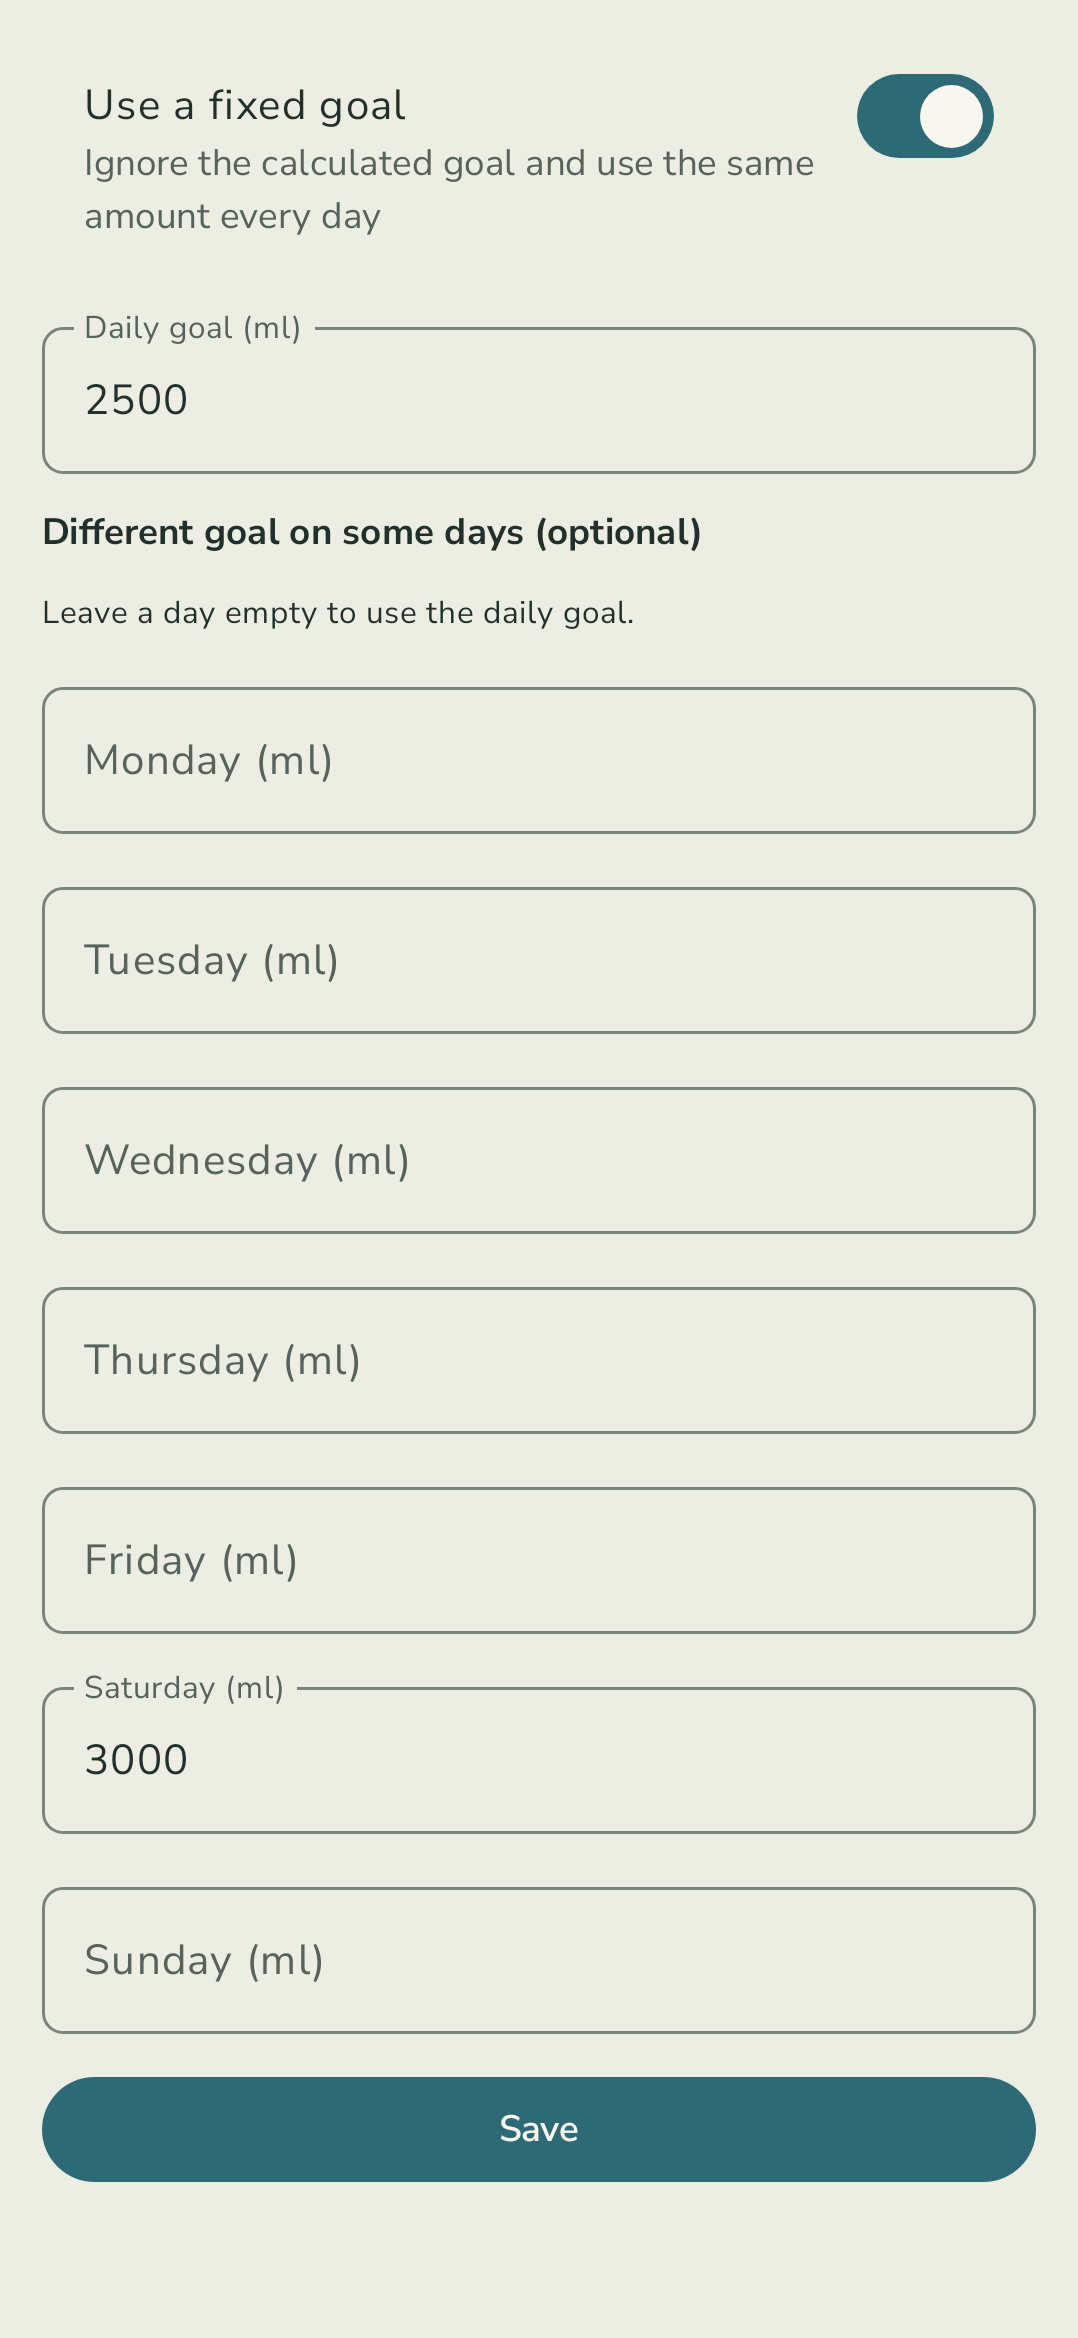 Use a fixed goal
Ignore the calculated goal and use the same
amount every day
Daily goal (ml)
2500
Different goal on some days (optional)
Leave a day empty to use the daily goal.
Monday (ml)
Tuesday (ml)
Wednesday (ml)
Thursday (ml)
Friday (ml)
Saturday (ml)
3000
Sunday (ml)
Save